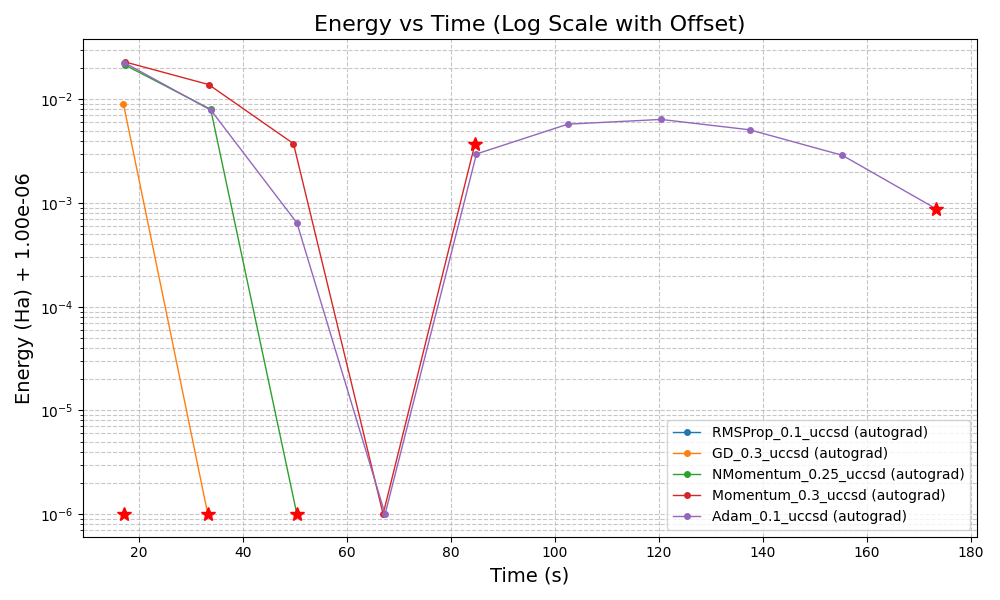 Energy vs Time (Log Scale with Offset)
Energy (Ha) + 1.00e-06
10⁻²
10⁻³
10⁻⁴
10⁻⁵
10⁻⁶
RMSProp_0.1_uccsd (autograd)
GD_0.3_uccsd (autograd)
NMomentum_0.25_uccsd (autograd)
Momentum_0.3_uccsd (autograd)
Adam_0.1_uccsd (autograd)
20 40 60 80 100 120 140 160 180
Time (s)